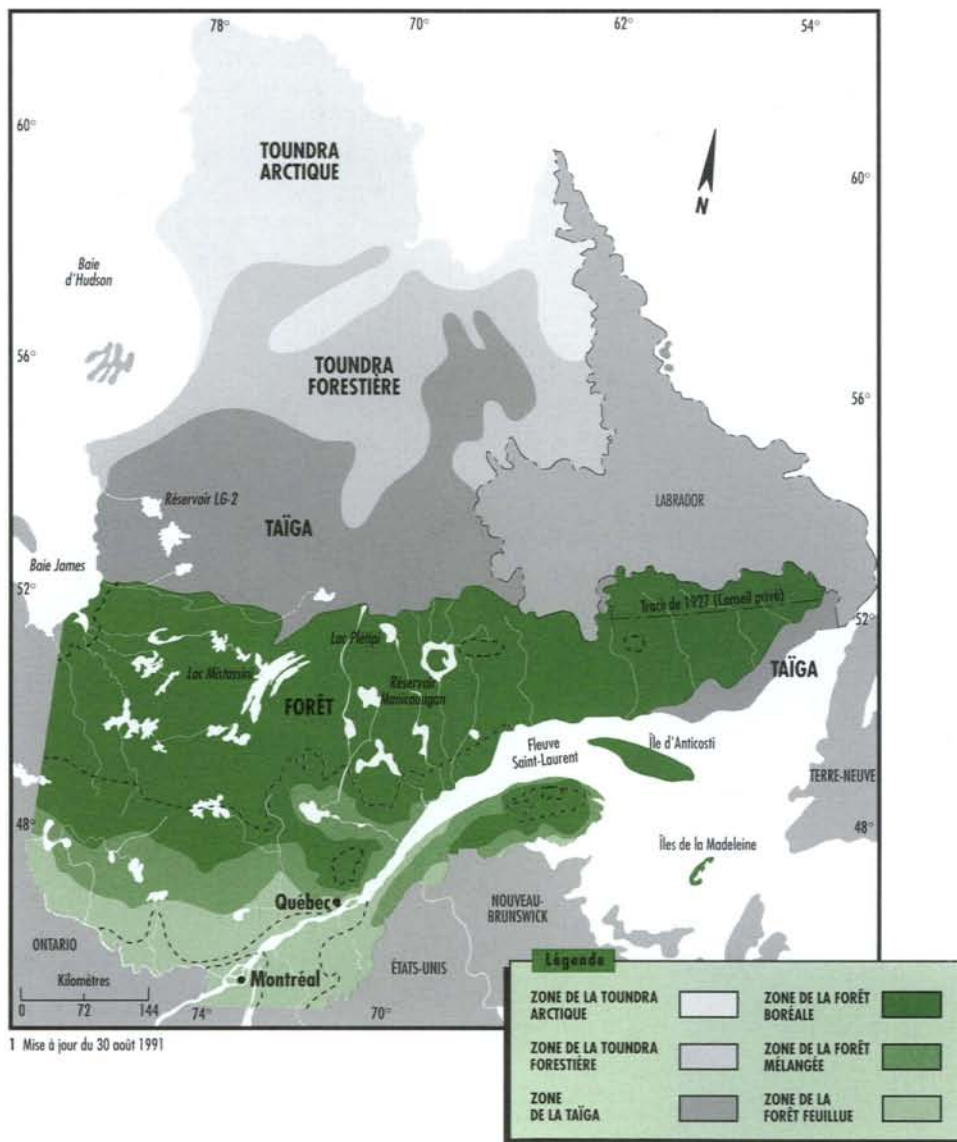 78°
70°
62°
54°
60°
TOUNDRA
ARCTIQUE
60°
N
Baie
d'Hudson
56°
TOUNDRA
FORESTIÈRE
56°
Réservoir LG-2
LABRADOR
TAÏGA
Baie James
52°
Tracé de 1927 (Conseil privé)
52°
Lac Plétipi
TAÏGA
Lac Mistassini
Réservoir
Manicouagan
FORÊT
Fleuve
Saint-Laurent
Île d'Anticosti
TERRE-NEUVE
48°
48°
Îles de la Madeleine
Québec
NOUVEAU-
BRUNSWICK
ONTARIO
ÉTATS-UNIS
Kilomètres
Montréal
0 72 144
74°
70°
1 Mise à jour du 30 août 1991
Légende
ZONE DE LA TOUNDRA
ARCTIQUE
ZONE DE LA FORÊT
BORÉALE
ZONE DE LA TOUNDRA
FORESTIÈRE
ZONE DE LA FORÊT
MÉLANGÉE
ZONE
DE LA TAÏGA
ZONE DE LA
FORÊT FEUILLUE